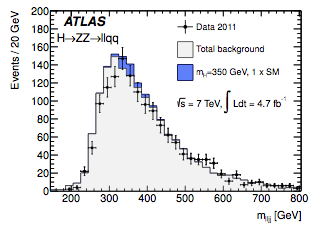 ATLAS
H→ZZ→llqq
Data 2011
Total background
m_H=350 GeV, 1 x SM
√s = 7 TeV, ∫ Ldt = 4.7 fb⁻¹
Events / 20 GeV
200
180
160
140
120
100
80
60
40
20
0
200 300 400 500 600 700 800
m_lljj [GeV]